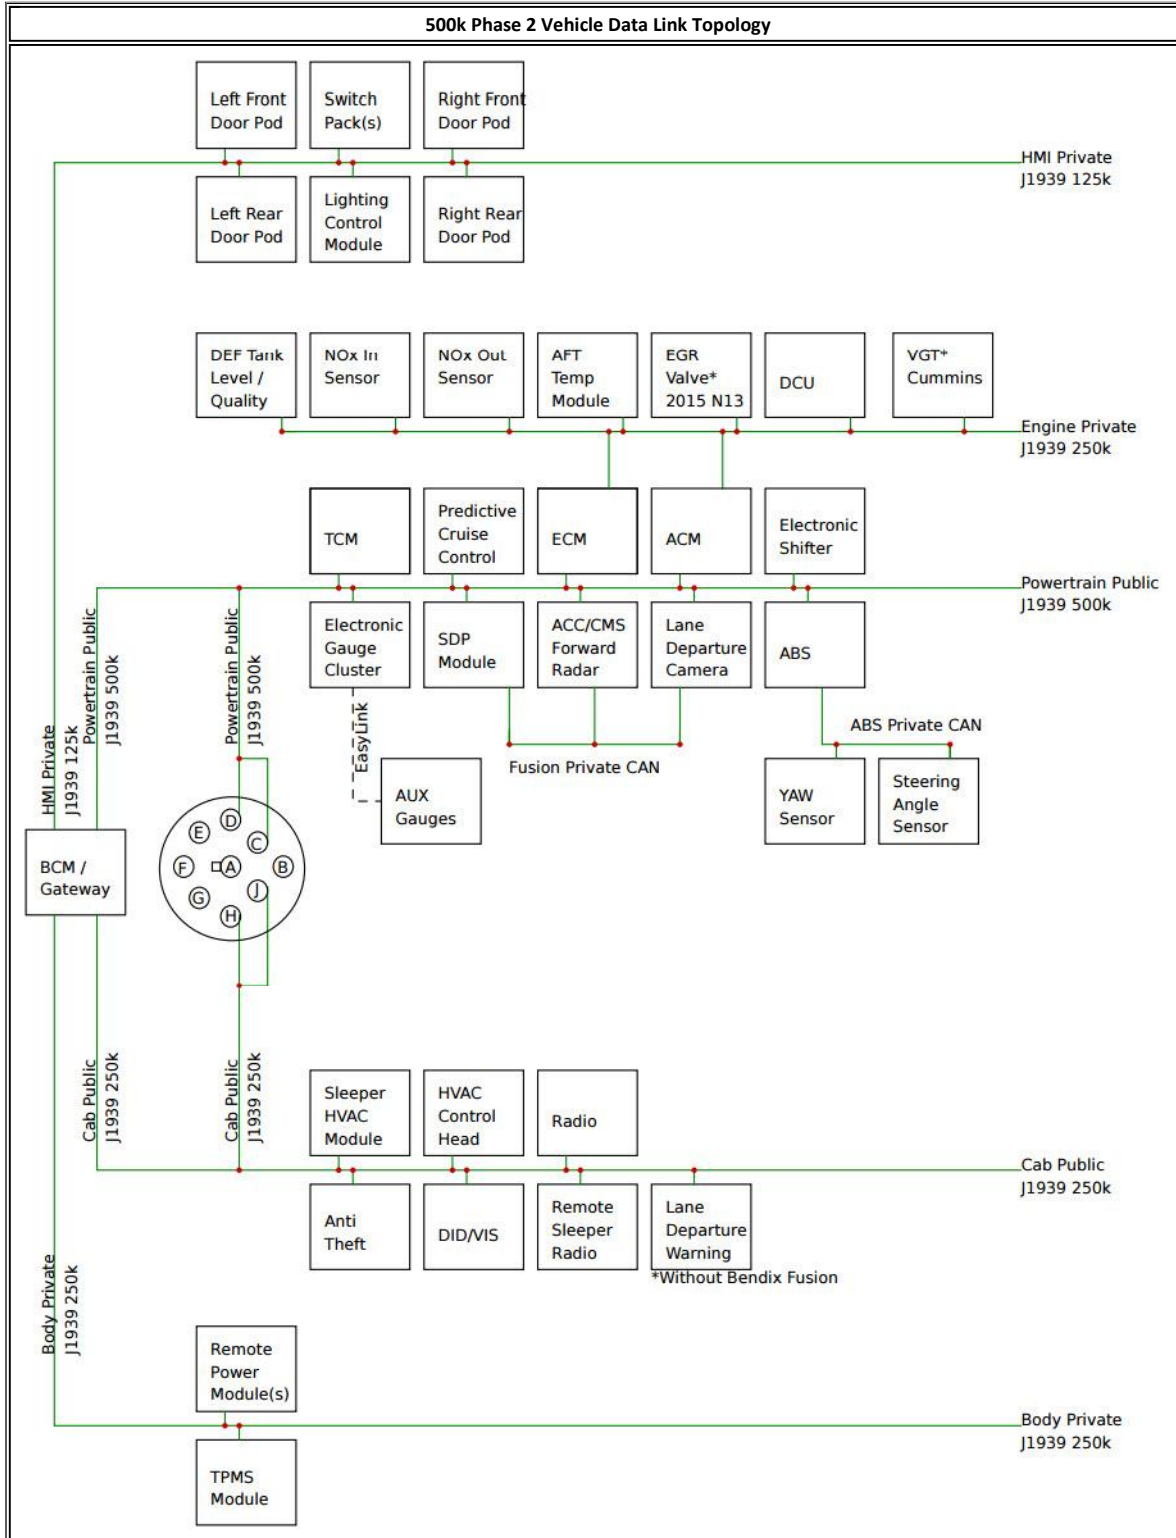 500k Phase 2 Vehicle Data Link Topology
Left Front
Door Pod
Switch
Pack(s)
Right Front
Door Pod
HMI Private
J1939 125k
Left Rear
Door Pod
Lighting
Control
Module
Right Rear
Door Pod
DEF Tank
Level /
Quality
NOx In
Sensor
NOx Out
Sensor
AFT
Temp
Module
EGR
Valve*
2015 N13
DCU
VGT*
Cummins
Engine Private
J1939 250k
TCM
Predictive
Cruise
Control
ECM
ACM
Electronic
Shifter
Powertrain Public
J1939 500k
Electronic
Gauge
Cluster
SDP
Module
ACC/CMS
Forward
Radar
Lane
Departure
Camera
ABS
HMI Private
J1939 125k
Powertrain Public
J1939 500k
Powertrain Public
J1939 500k
EasyLink
Fusion Private CAN
ABS Private CAN
AUX
Gauges
YAW
Sensor
Steering
Angle
Sensor
BCM /
Gateway
D
E
C
F
A
B
G
J
H
Cab Public
J1939 250k
Cab Public
J1939 250k
Sleeper
HVAC
Module
HVAC
Control
Head
Radio
Cab Public
J1939 250k
Anti
Theft
DID/VIS
Remote
Sleeper
Radio
Lane
Departure
Warning
*Without Bendix Fusion
Body Private
J1939 250k
Remote
Power
Module(s)
Body Private
J1939 250k
TPMS
Module